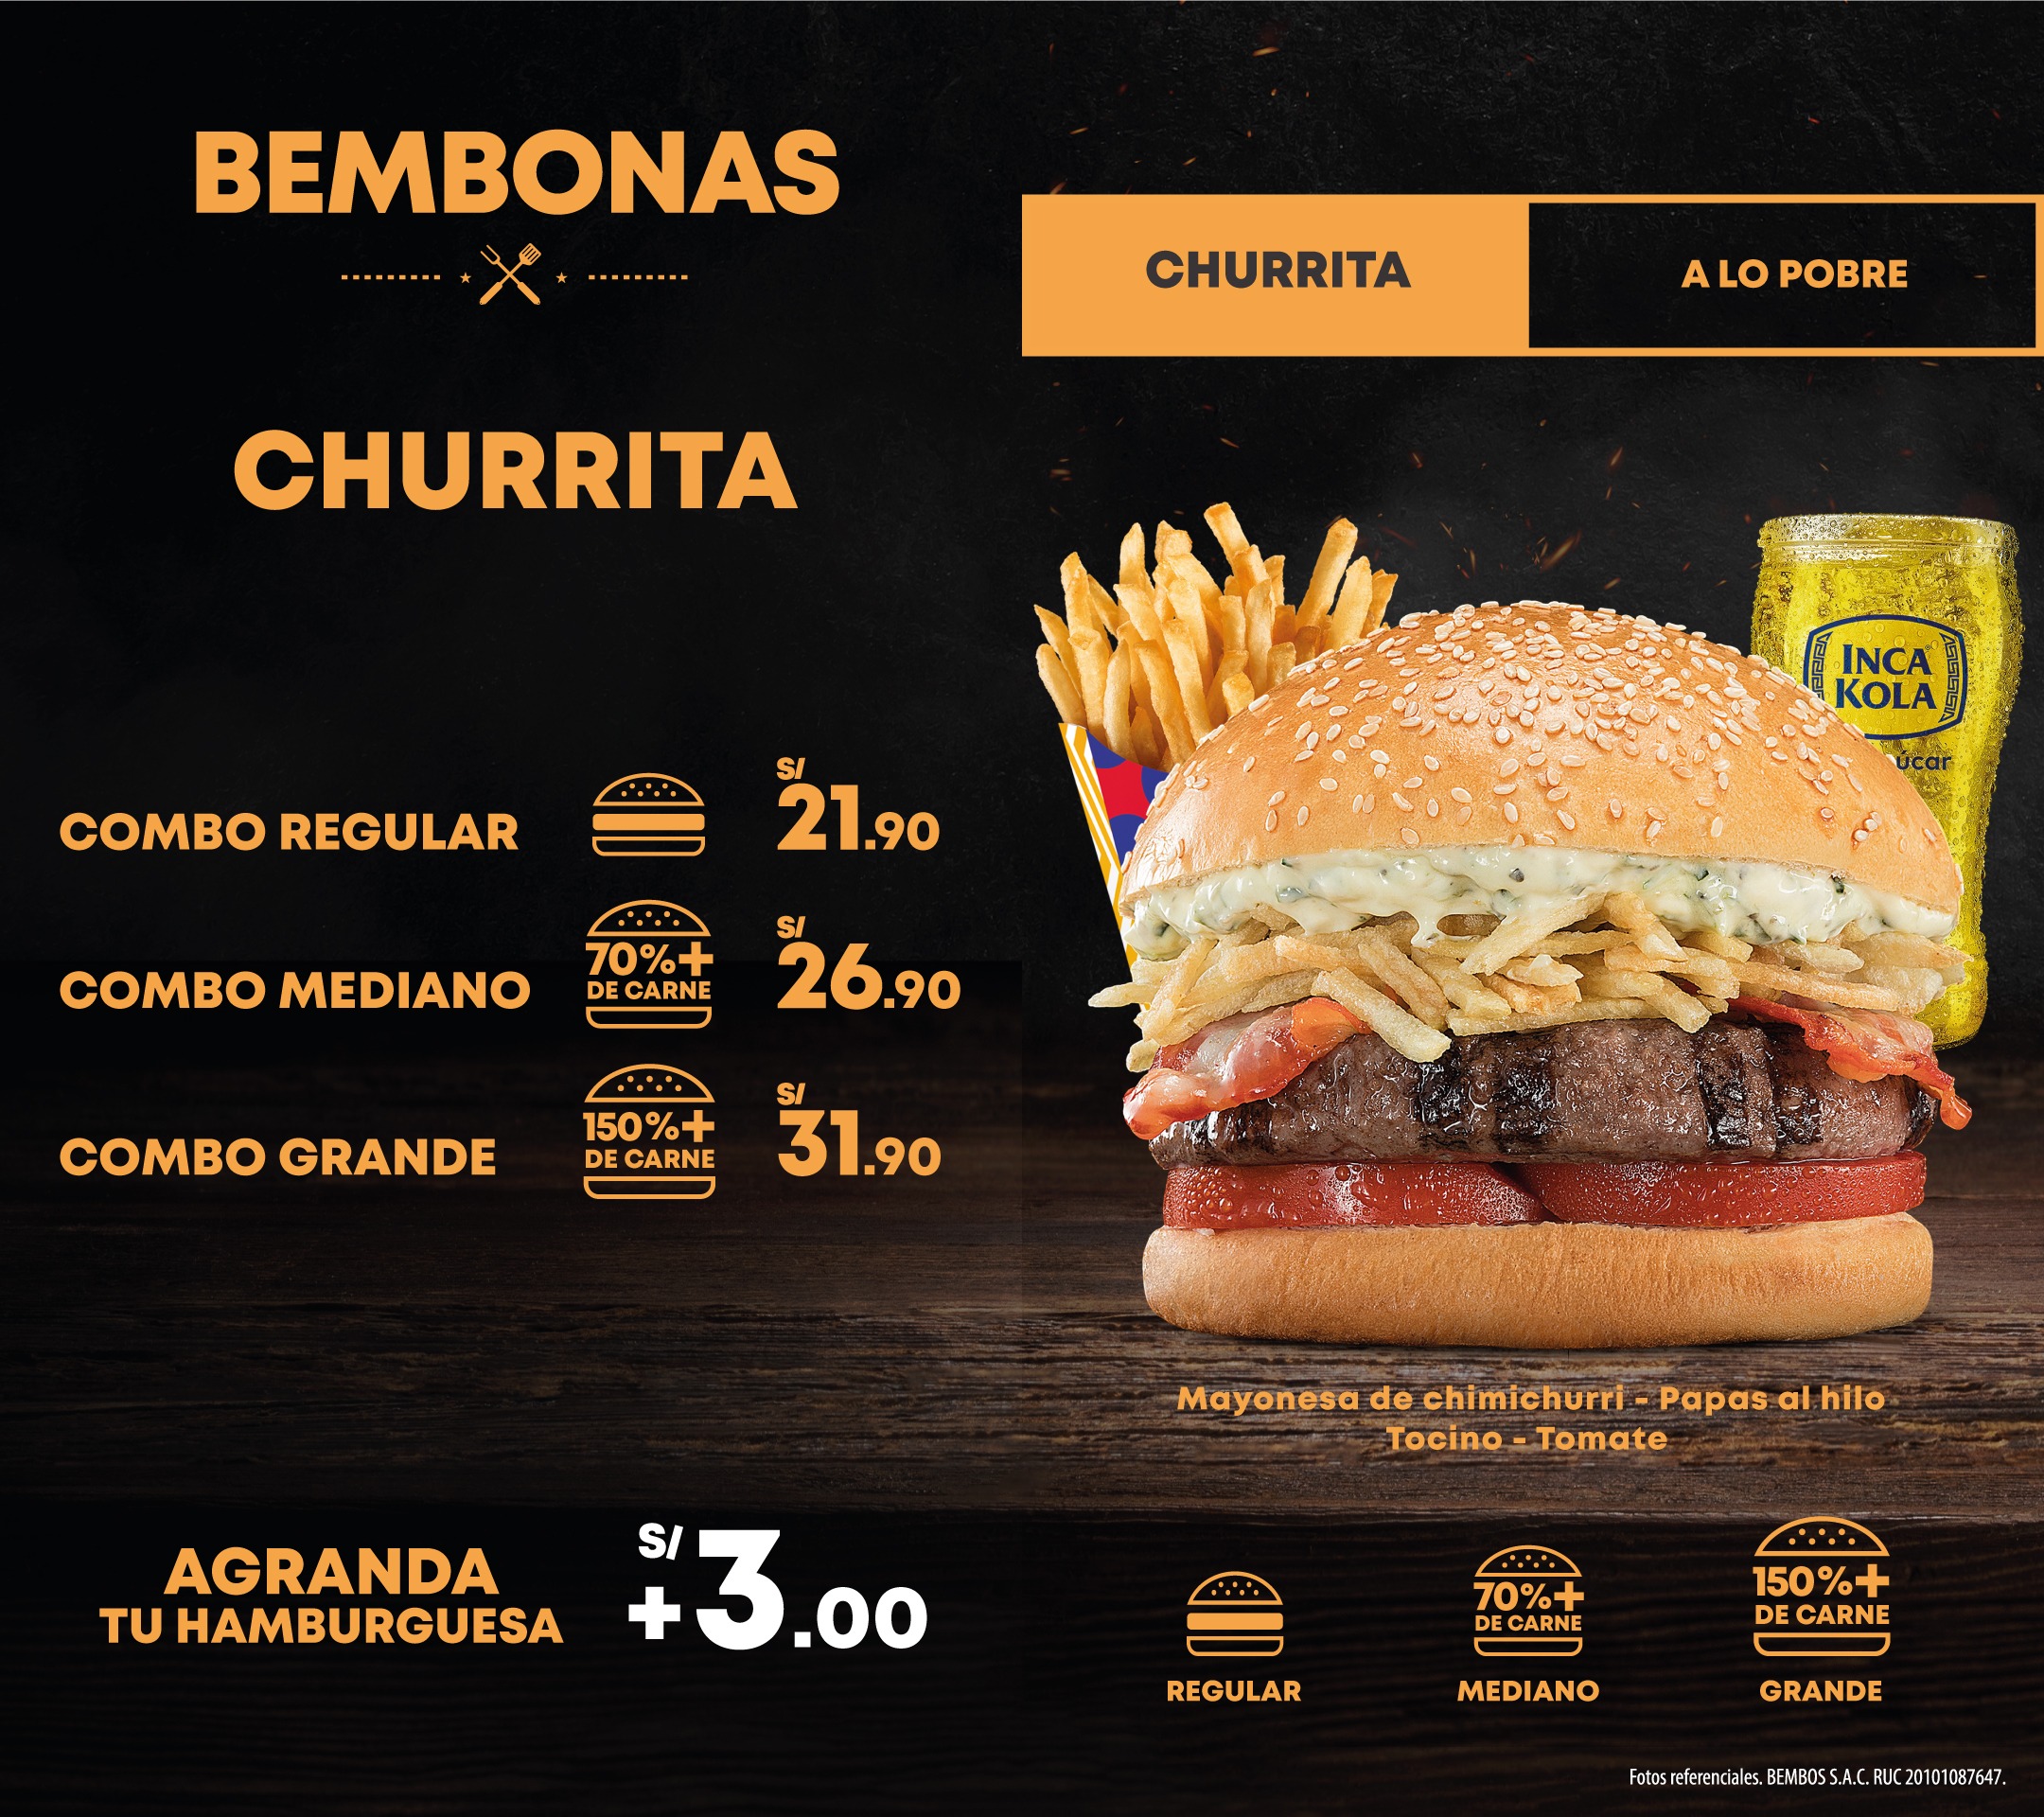 BEMBONAS
CHURRITA
CHURRITA
A LO POBRE
INCA
KOLA
úcar
COMBO REGULAR
S/
21.90
COMBO MEDIANO
70%+
DE CARNE
S/
26.90
COMBO GRANDE
150%+
DE CARNE
S/
31.90
Mayonesa de chimichurri - Papas al hilo
Tocino - Tomate
AGRANDA
TU HAMBURGUESA
S/
+3.00
REGULAR
70%+
DE CARNE
MEDIANO
150%+
DE CARNE
GRANDE
Fotos referenciales. BEMBOS S.A.C. RUC 20101087647.